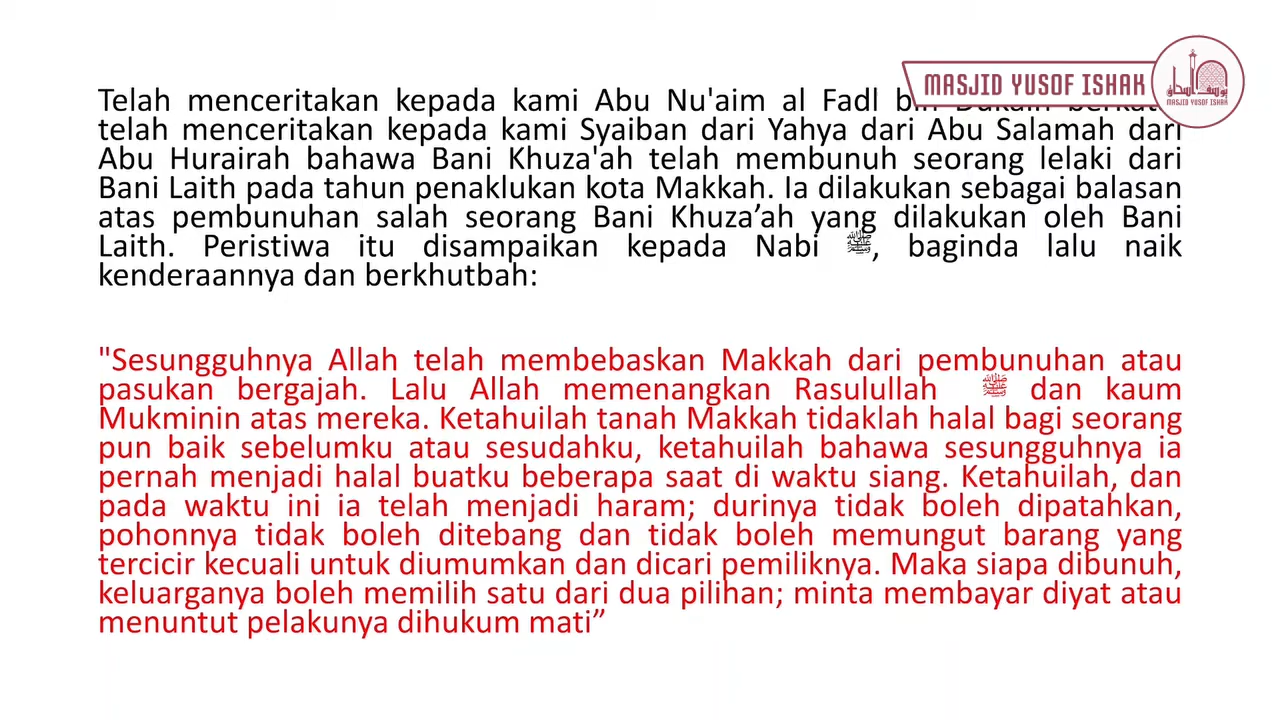 MASJID YUSOF ISHAK
MASJID YUSOF ISHAK
Telah menceritakan kepada kami Abu Nu'aim al Fadl bin Dukain berkata
telah menceritakan kepada kami Syaiban dari Yahya dari Abu Salamah dari
Abu Hurairah bahawa Bani Khuza'ah telah membunuh seorang lelaki dari
Bani Laith pada tahun penaklukan kota Makkah. Ia dilakukan sebagai balasan
atas pembunuhan salah seorang Bani Khuza’ah yang dilakukan oleh Bani
Laith. Peristiwa itu disampaikan kepada Nabi ﷺ, baginda lalu naik
kenderaannya dan berkhutbah:
"Sesungguhnya Allah telah membebaskan Makkah dari pembunuhan atau
pasukan bergajah. Lalu Allah memenangkan Rasulullah ﷺ dan kaum
Mukminin atas mereka. Ketahuilah tanah Makkah tidaklah halal bagi seorang
pun baik sebelumku atau sesudahku, ketahuilah bahawa sesungguhnya ia
pernah menjadi halal buatku beberapa saat di waktu siang. Ketahuilah, dan
pada waktu ini ia telah menjadi haram; durinya tidak boleh dipatahkan,
pohonnya tidak boleh ditebang dan tidak boleh memungut barang yang
tercicir kecuali untuk diumumkan dan dicari pemiliknya. Maka siapa dibunuh,
keluarganya boleh memilih satu dari dua pilihan; minta membayar diyat atau
menuntut pelakunya dihukum mati”